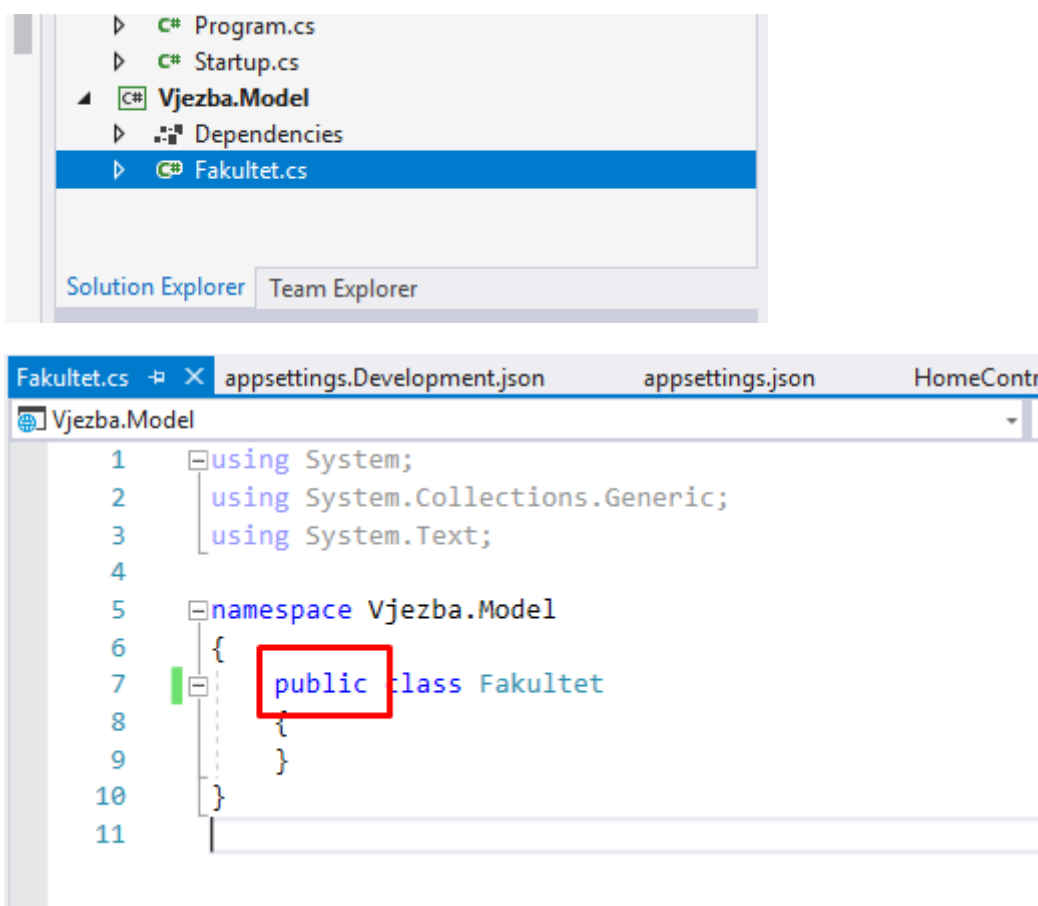 C# Program.cs
C# Startup.cs
C# Vjezba.Model
Dependencies
C# Fakultet.cs
Solution Explorer Team Explorer
Fakultet.cs appsettings.Development.json appsettings.json HomeContr
Vjezba.Model
1 using System;
2 using System.Collections.Generic;
3 using System.Text;
4
5 namespace Vjezba.Model
6 {
7 public class Fakultet
8 {
9 }
10 }
11